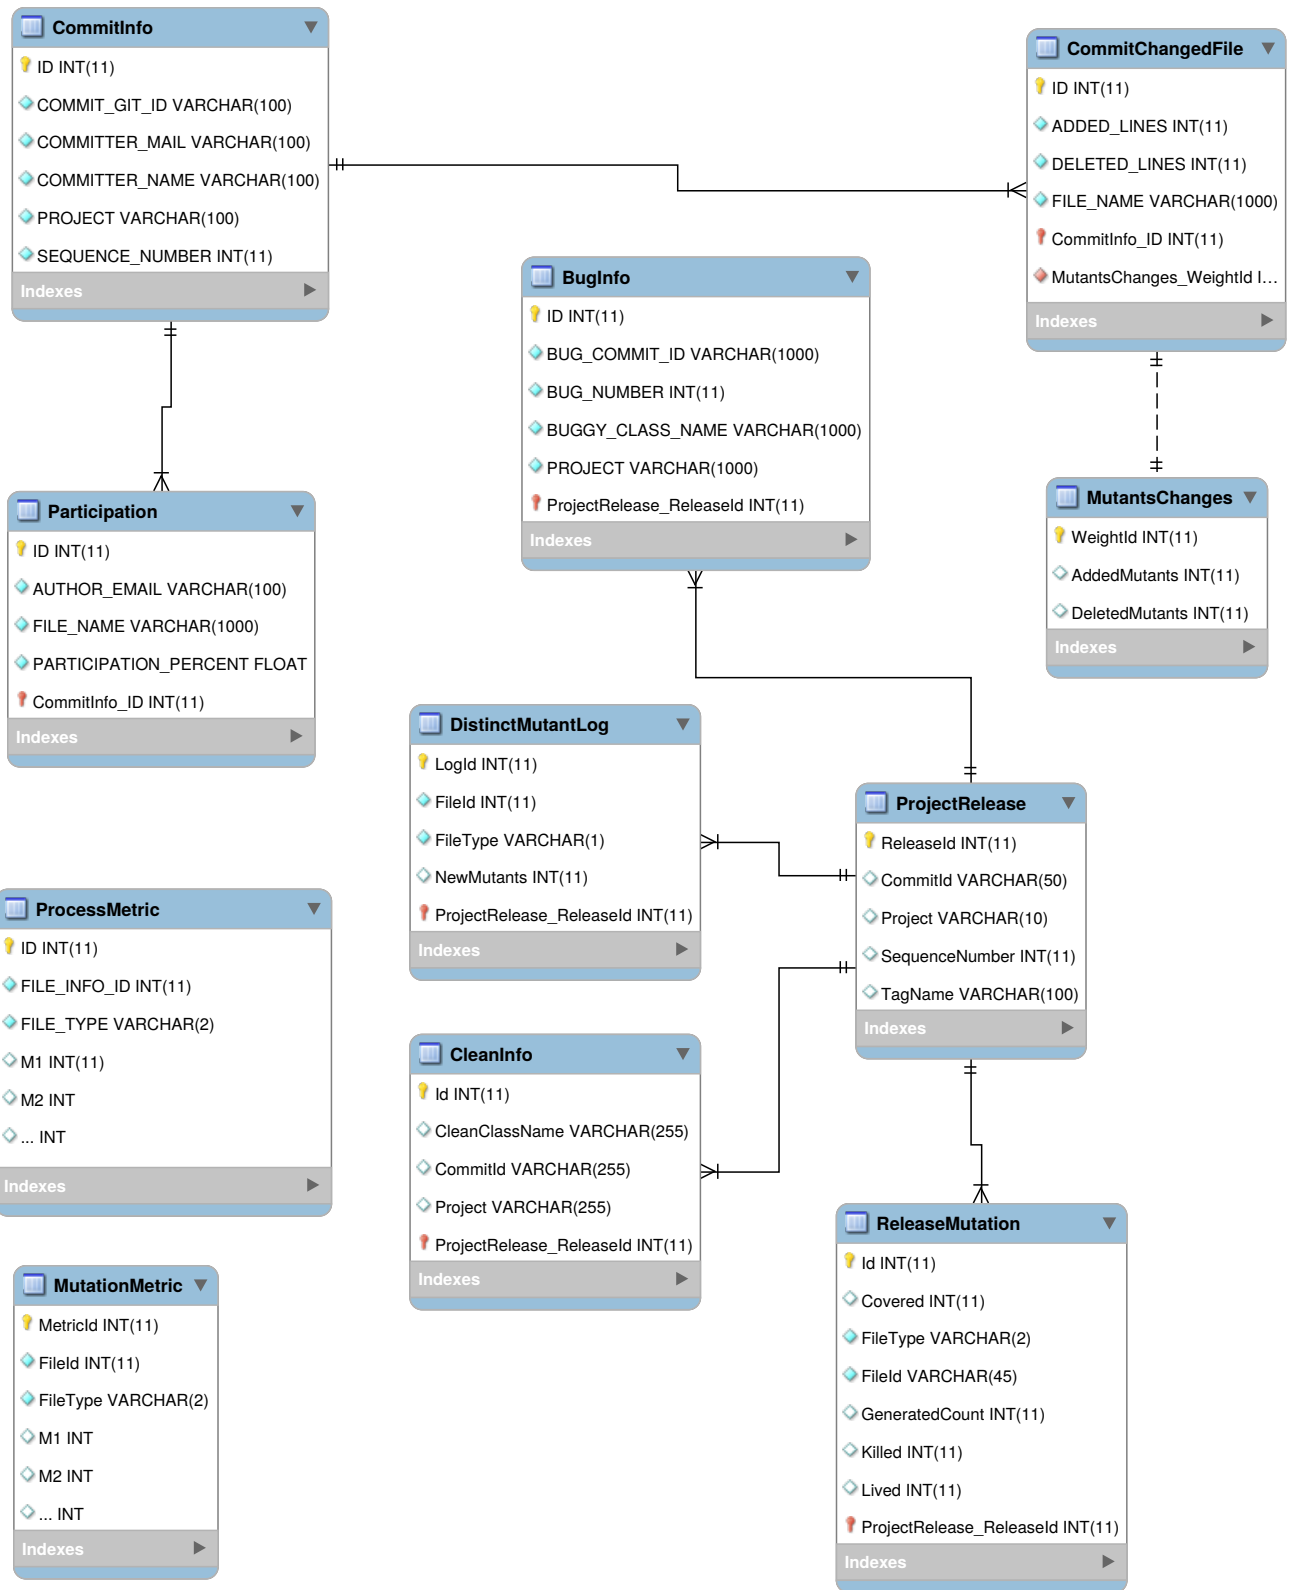 CommitInfo
ID INT(11)
COMMIT_GIT_ID VARCHAR(100)
COMMITTER_MAIL VARCHAR(100)
COMMITTER_NAME VARCHAR(100)
PROJECT VARCHAR(100)
SEQUENCE_NUMBER INT(11)
Indexes
CommitChangedFile
ID INT(11)
ADDED_LINES INT(11)
DELETED_LINES INT(11)
FILE_NAME VARCHAR(1000)
CommitInfo_ID INT(11)
MutantsChanges_WeightId I...
Indexes
BugInfo
ID INT(11)
BUG_COMMIT_ID VARCHAR(1000)
BUG_NUMBER INT(11)
BUGGY_CLASS_NAME VARCHAR(1000)
PROJECT VARCHAR(1000)
ProjectRelease_ReleaseId INT(11)
Indexes
Participation
ID INT(11)
AUTHOR_EMAIL VARCHAR(100)
FILE_NAME VARCHAR(1000)
PARTICIPATION_PERCENT FLOAT
CommitInfo_ID INT(11)
Indexes
MutantsChanges
WeightId INT(11)
AddedMutants INT(11)
DeletedMutants INT(11)
Indexes
DistinctMutantLog
LogId INT(11)
FileId INT(11)
FileType VARCHAR(1)
NewMutants INT(11)
ProjectRelease_ReleaseId INT(11)
Indexes
ProjectRelease
ReleaseId INT(11)
CommitId VARCHAR(50)
Project VARCHAR(10)
SequenceNumber INT(11)
TagName VARCHAR(100)
Indexes
ProcessMetric
ID INT(11)
FILE_INFO_ID INT(11)
FILE_TYPE VARCHAR(2)
M1 INT(11)
M2 INT
... INT
Indexes
CleanInfo
Id INT(11)
CleanClassName VARCHAR(255)
CommitId VARCHAR(255)
Project VARCHAR(255)
ProjectRelease_ReleaseId INT(11)
Indexes
ReleaseMutation
Id INT(11)
Covered INT(11)
FileType VARCHAR(2)
FileId VARCHAR(45)
GeneratedCount INT(11)
Killed INT(11)
Lived INT(11)
ProjectRelease_ReleaseId INT(11)
Indexes
MutationMetric
MetricId INT(11)
FileId INT(11)
FileType VARCHAR(2)
M1 INT
M2 INT
... INT
Indexes